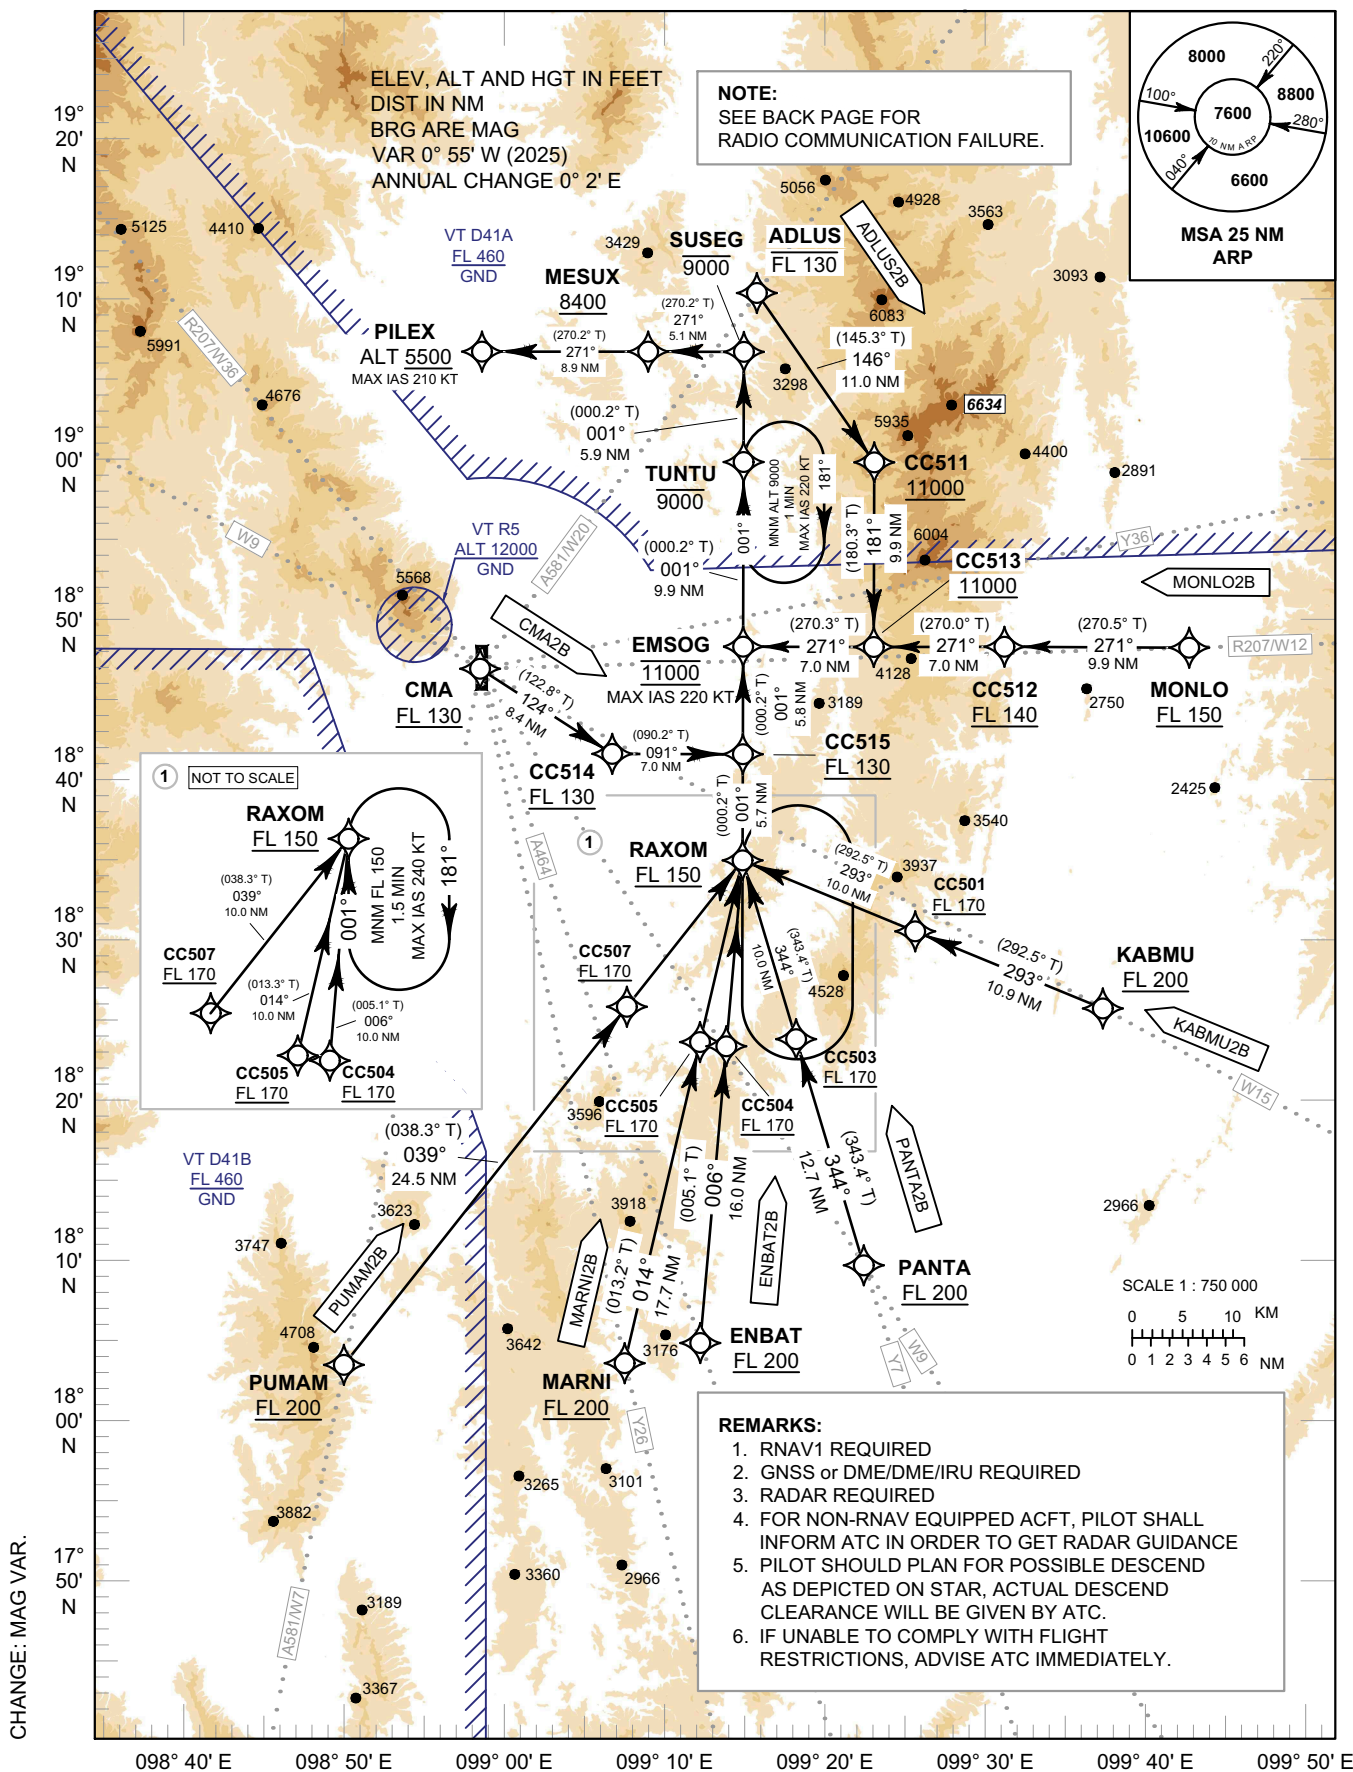 ELEV, ALT AND HGT IN FEET
DIST IN NM
BRG ARE MAG
VAR 0° 55' W (2025)
ANNUAL CHANGE 0° 2' E
NOTE:
SEE BACK PAGE FOR
RADIO COMMUNICATION FAILURE.
8000
220°
100°
7600
8800
280°
10600
10 NM ARP
040°
6600
MSA 25 NM
ARP
19°
20'
N
19°
10'
N
19°
00'
N
18°
50'
N
18°
40'
N
18°
30'
N
18°
20'
N
18°
10'
N
18°
00'
N
17°
50'
N
5125
4410
5991
4676
R207/W36
VT D41A
FL 460
GND
3429
5056
4928
3563
3093
6083
3298
5935
6634
4400
2891
6004
SUSEG
9000
ADLUS
FL 130
ADLUS2B
MESUX
8400
PILEX
ALT 5500
MAX IAS 210 KT
(270.2° T)
271°
8.9 NM
(270.2° T)
271°
5.1 NM
(145.3° T)
146°
11.0 NM
(000.2° T)
001°
5.9 NM
TUNTU
9000
MNM ALT 9000
1 MIN
MAX IAS 220 KT
181°
001°
CC511
11000
(180.3° T)
181°
9.9 NM
(000.2° T)
001°
9.9 NM
W9
A581/W20
VT R5
ALT 12000
GND
5568
Y36
CC513
11000
MONLO2B
CMA2B
EMSOG
11000
MAX IAS 220 KT
(270.3° T)
271°
7.0 NM
(270.0° T)
271°
7.0 NM
(270.5° T)
271°
9.9 NM
R207/W12
4128
3189
2750
CC512
FL 140
MONLO
FL 150
CMA
FL 130
(122.8° T)
124°
8.4 NM
(090.2° T)
091°
7.0 NM
(000.2° T)
001°
5.8 NM
CC514
FL 130
CC515
FL 130
2425
3540
1 NOT TO SCALE
RAXOM
FL 150
MNM FL 150
1.5 MIN
MAX IAS 240 KT
181°
001°
(038.3° T)
039°
10.0 NM
CC507
FL 170
(013.3° T)
014°
10.0 NM
(005.1° T)
006°
10.0 NM
CC505
FL 170
CC504
FL 170
A464
1
(000.2° T)
001°
5.7 NM
RAXOM
FL 150
(292.5° T)
293°
10.0 NM
3937
CC501
FL 170
(292.5° T)
293°
10.9 NM
KABMU
FL 200
KABMU2B
W15
CC507
FL 170
(343.4° T)
344°
10.0 NM
4528
CC503
FL 170
CC505
FL 170
CC504
FL 170
3596
(038.3° T)
039°
24.5 NM
VT D41B
FL 460
GND
3623
3747
PUMAM2B
4708
PUMAM
FL 200
3918
MARNI2B
(013.2° T)
014°
17.7 NM
(005.1° T)
006°
16.0 NM
ENBAT2B
(343.4° T)
344°
12.7 NM
PANTA2B
PANTA
FL 200
2966
3642
3176
ENBAT
FL 200
MARNI
FL 200
Y7
W9
Y26
SCALE 1 : 750 000
0 5 10 KM
0 1 2 3 4 5 6 NM
3882
3265
3101
3360
2966
3189
3367
A581/W7
REMARKS:
1. RNAV1 REQUIRED
2. GNSS or DME/DME/IRU REQUIRED
3. RADAR REQUIRED
4. FOR NON-RNAV EQUIPPED ACFT, PILOT SHALL
INFORM ATC IN ORDER TO GET RADAR GUIDANCE
5. PILOT SHOULD PLAN FOR POSSIBLE DESCEND
AS DEPICTED ON STAR, ACTUAL DESCEND
CLEARANCE WILL BE GIVEN BY ATC.
6. IF UNABLE TO COMPLY WITH FLIGHT
RESTRICTIONS, ADVISE ATC IMMEDIATELY.
CHANGE: MAG VAR.
098° 40' E 098° 50' E 099° 00' E 099° 10' E 099° 20' E 099° 30' E 099° 40' E 099° 50' E